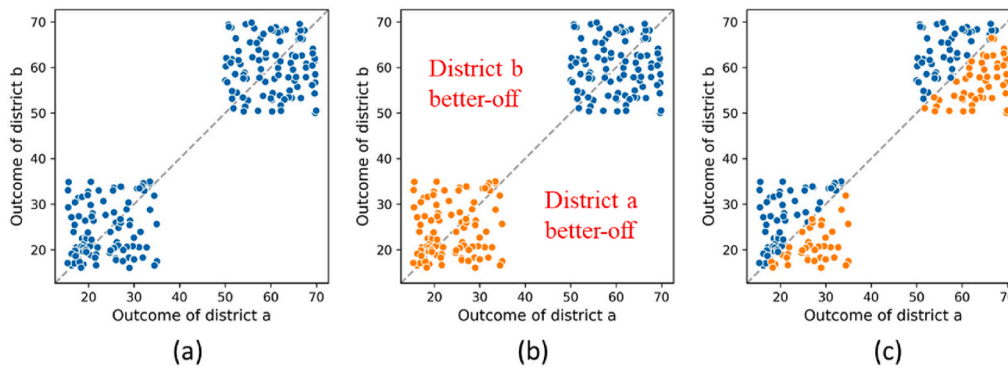 70
60
50
40
30
20
Outcome of district b
20 30 40 50 60 70
Outcome of district a
(a)
70
60
50
40
30
20
Outcome of district b
District b
better-off
District a
better-off
20 30 40 50 60 70
Outcome of district a
(b)
70
60
50
40
30
20
Outcome of district b
20 30 40 50 60 70
Outcome of district a
(c)